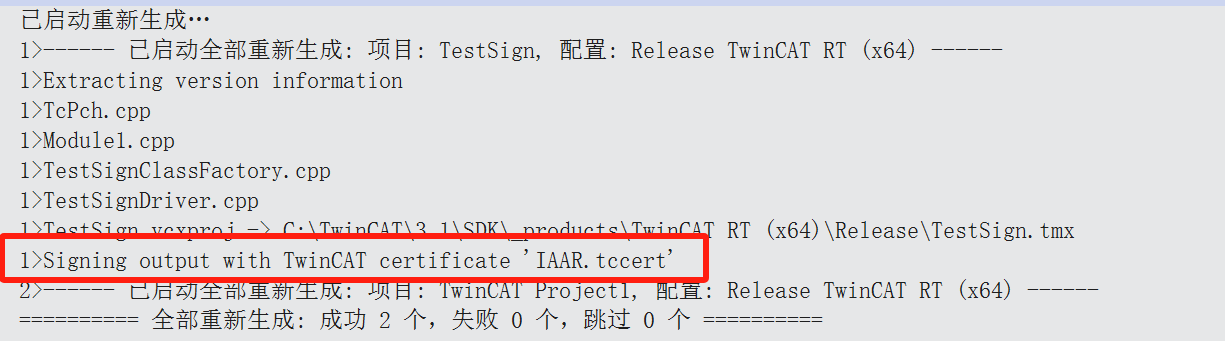 已启动重新生成…
1>------ 已启动全部重新生成: 项目: TestSign, 配置: Release TwinCAT RT (x64) ------
1>Extracting version information
1>TcPch.cpp
1>Module1.cpp
1>TestSignClassFactory.cpp
1>TestSignDriver.cpp
1>TestSign.vcxproj -> C:\TwinCAT\3.1\SDK\_products\TwinCAT RT (x64)\Release\TestSign.tmx
1>Signing output with TwinCAT certificate 'IAAR.tccert'
2>------ 已启动全部重新生成: 项目: TwinCAT Project1, 配置: Release TwinCAT RT (x64) ------
========== 全部重新生成: 成功 2 个，失败 0 个，跳过 0 个 ==========